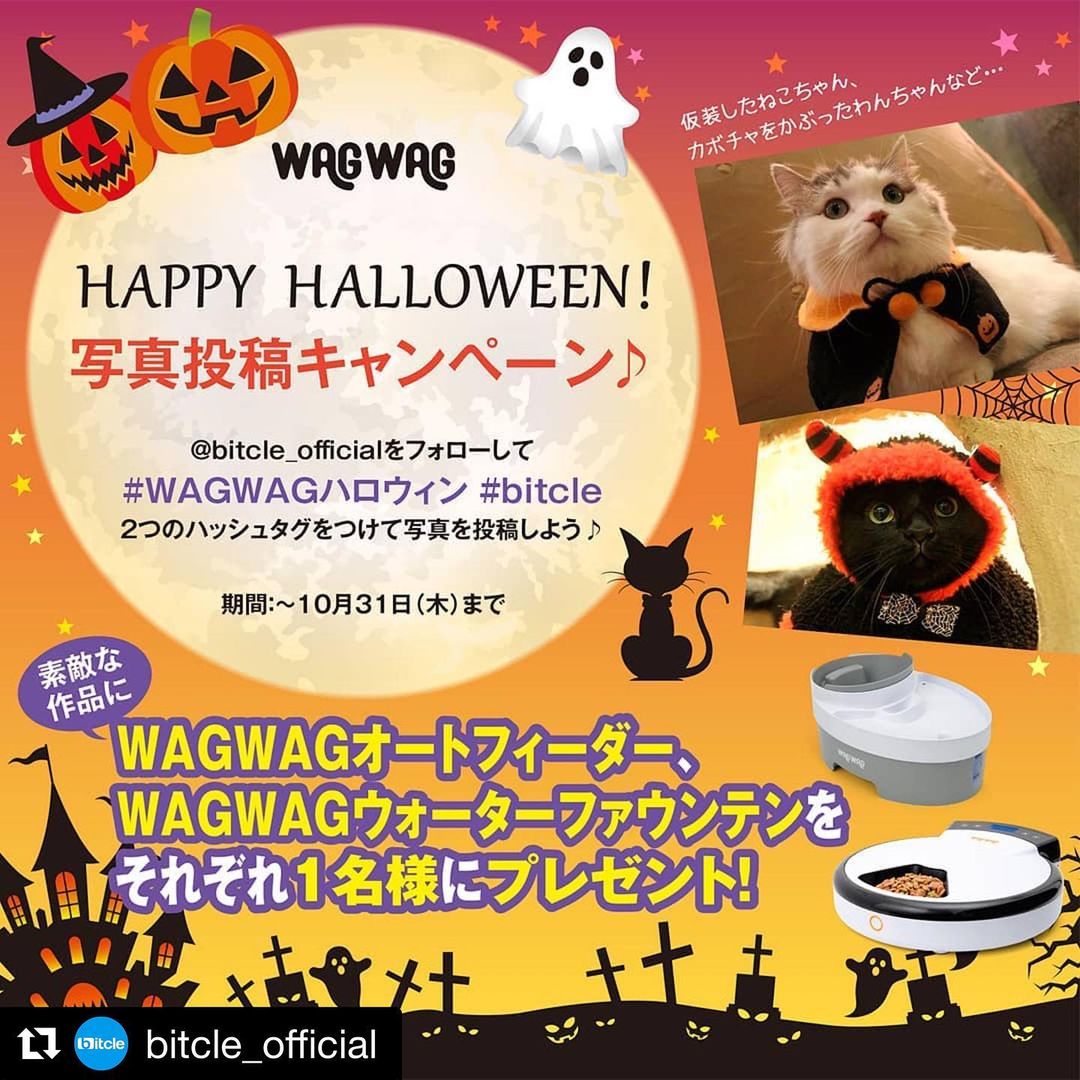 WAGWAG
HAPPY HALLOWEEN!
写真投稿キャンペーン♪
@bitcle_officialをフォローして
#WAGWAGハロウィン #bitcle
2つのハッシュタグをつけて写真を投稿しよう♪
期間:～10月31日(木)まで
仮装したねこちゃん、
カボチャをかぶったわんちゃんなど…
素敵な
作品に
WAGWAGオートフィーダー、
WAGWAGウォーターファウンテンを
それぞれ1名様にプレゼント!
WAGWAG
bitcle
bitcle_official